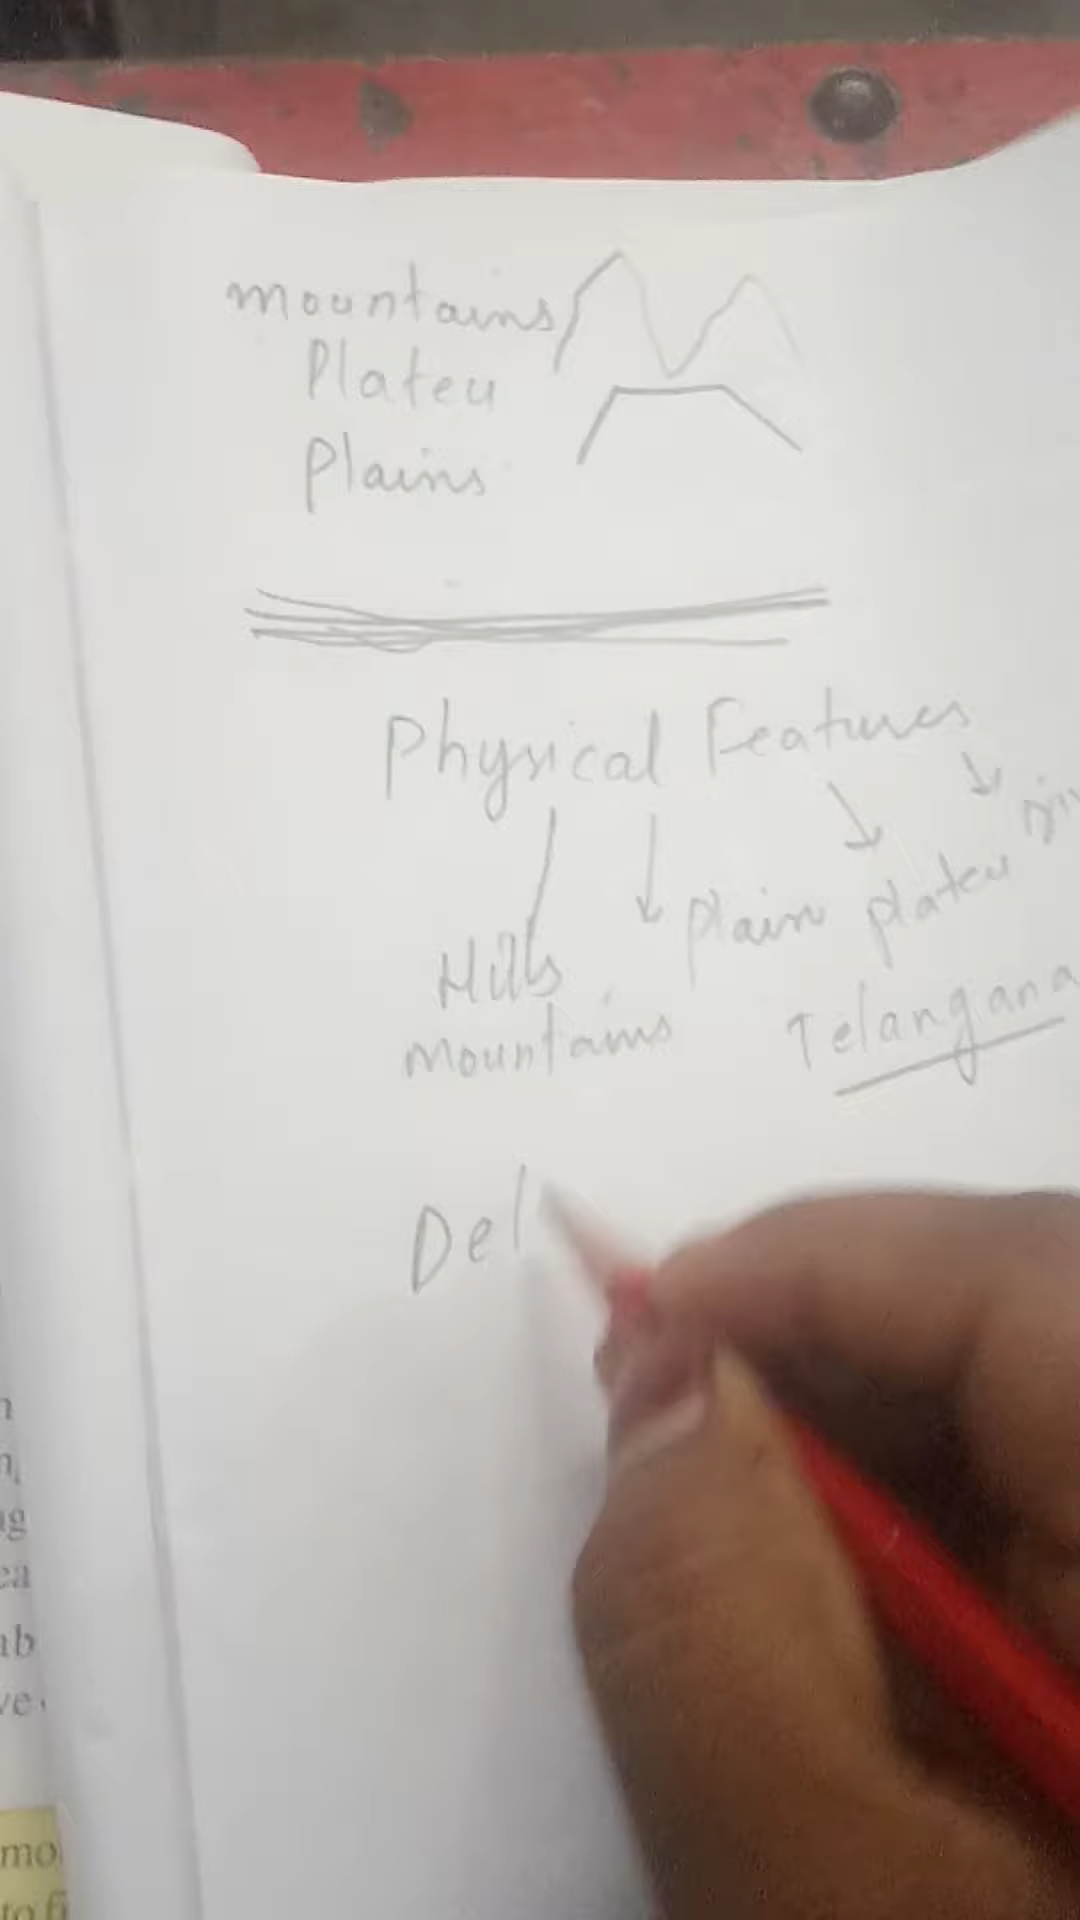 mountains
Plateu
Plains
Physical Features
Hills
mountains
plain
plateu
Telangana
Del